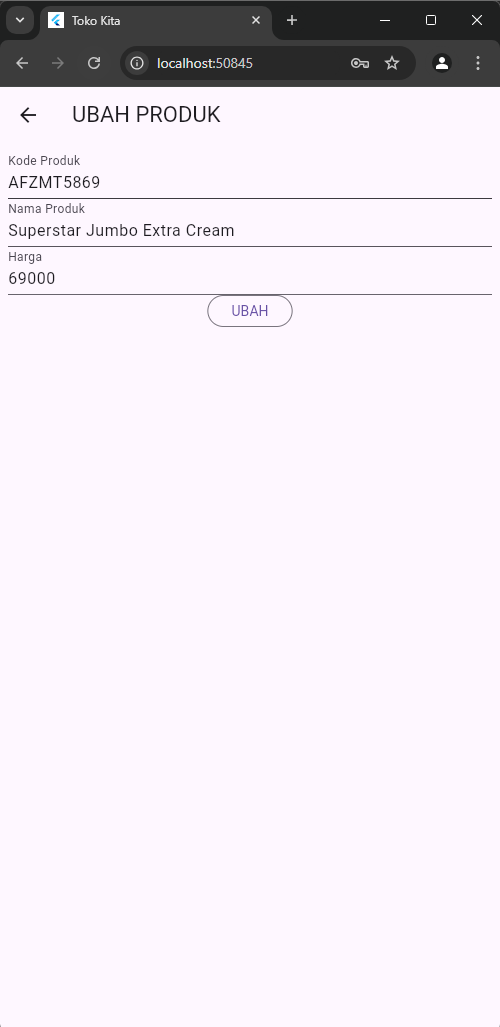 Toko Kita
localhost:50845
UBAH PRODUK
Kode Produk
AFZMT5869
Nama Produk
Superstar Jumbo Extra Cream
Harga
69000
UBAH